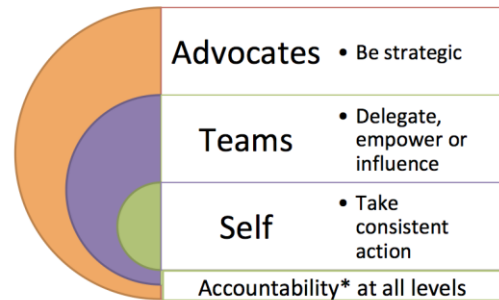 Advocates
• Be strategic
Teams
• Delegate,
empower or
influence
Self
• Take
consistent
action
Accountability* at all levels